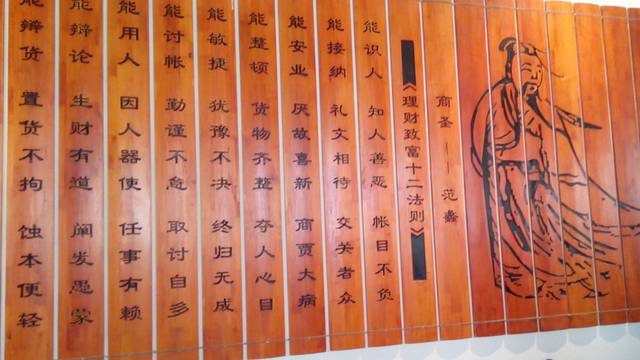 商圣——范蠡
《理财致富十二法则》
能识人 知人善恶 帐目不负
能接纳 礼文相待 交关者众
能安业 厌故喜新 商贾大病
能整顿 货物齐整 夺人心目
能敏捷 犹豫不决 终归无成
能讨帐 勤谨不怠 取讨自多
能用人 因人器使 任事有赖
能辩论 生财有道 阐发愚蒙
能辩货 置货不拘 蚀本便轻